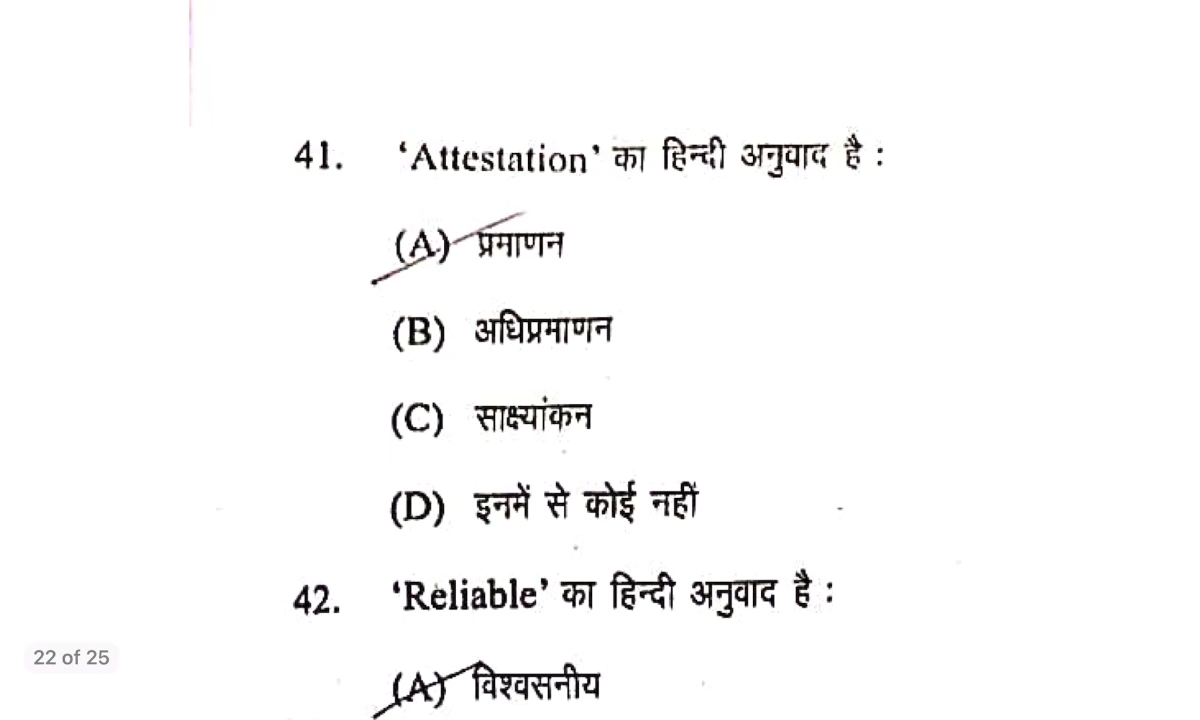 41. ‘Attestation’ का हिन्दी अनुवाद है :
(A) प्रमाणन
(B) अधिप्रमाणन
(C) साक्ष्यांकन
(D) इनमें से कोई नहीं
42. ‘Reliable’ का हिन्दी अनुवाद है :
22 of 25
(A) विश्वसनीय